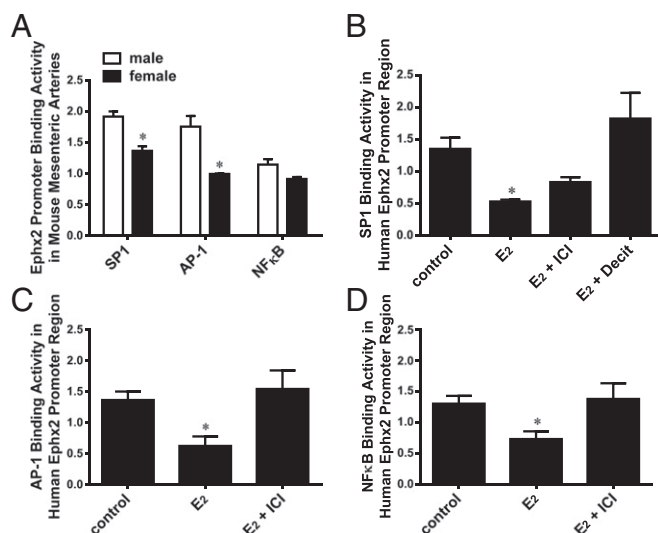 A
Ephx2 Promoter Binding Activity
in Mouse Mesenteric Arteries
male
female
2.5
2.0
1.5
1.0
0.5
0.0
*
*
SP1
AP-1
NFκB
B
SP1 Binding Activity in
Human Ephx2 Promoter Region
2.5
2.0
1.5
1.0
0.5
0.0
*
control
E2
E2 + ICI
E2 + Decit
C
AP-1 Binding Activity in
Human Ephx2 Promoter Region
2.5
2.0
1.5
1.0
0.5
0.0
*
control
E2
E2 + ICI
D
NFκB Binding Activity in
Human Ephx2 Promoter Region
2.5
2.0
1.5
1.0
0.5
0.0
*
control
E2
E2 + ICI